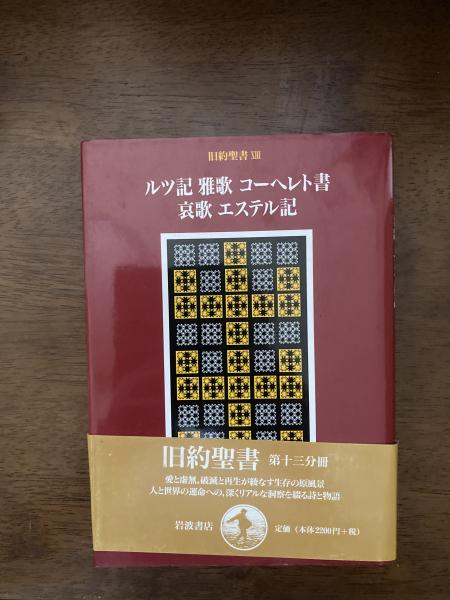 旧約聖書 XIII
ルツ記 雅歌 コーヘレト書
哀歌 エステル記
旧約聖書 第十三分冊
愛と虚無、破滅と再生が綾なす生存の原風景
人と世界の運命への、深くリアルな洞察を綴る詩と物語
岩波書店
定価（本体2200円+税）